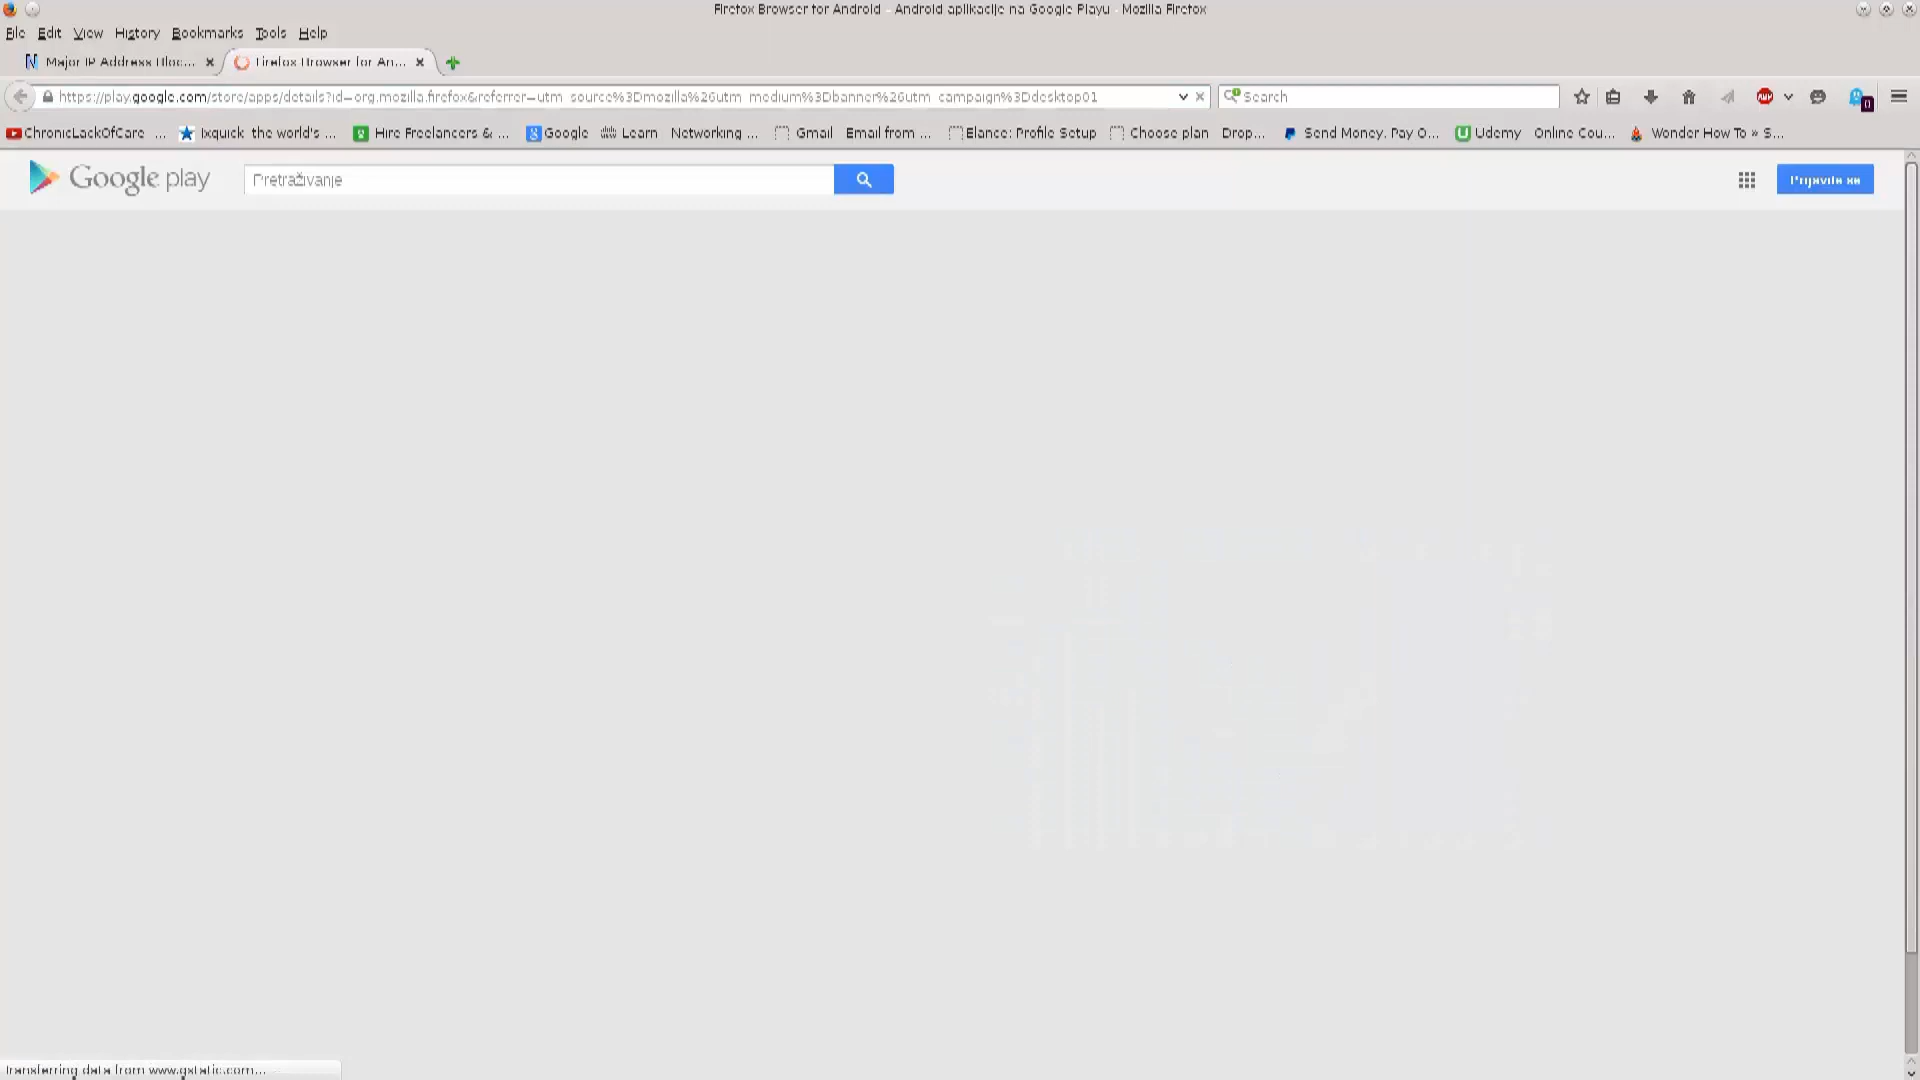 Firefox Browser for Android - Android aplikacije na Google Playu - Mozilla Firefox
File Edit View History Bookmarks Tools Help
Major IP Address Bloc... Firefox Browser for An...
https://play.google.com/store/apps/details?id=org.mozilla.firefox&referrer=utm_source%3Dmozilla%26utm_medium%3Dbanner%26utm_campaign%3Ddesktop01 Search
ChronicLackOfCare ... Ixquick the world's ... Hire Freelancers & ... Google Learn Networking ... Gmail Email from ... Elance: Profile Setup Choose plan Drop... Send Money, Pay O... Udemy Online Cou... Wonder How To » S...
Google play Pretraživanje Prijavite se
Transferring data from www.gstatic.com...